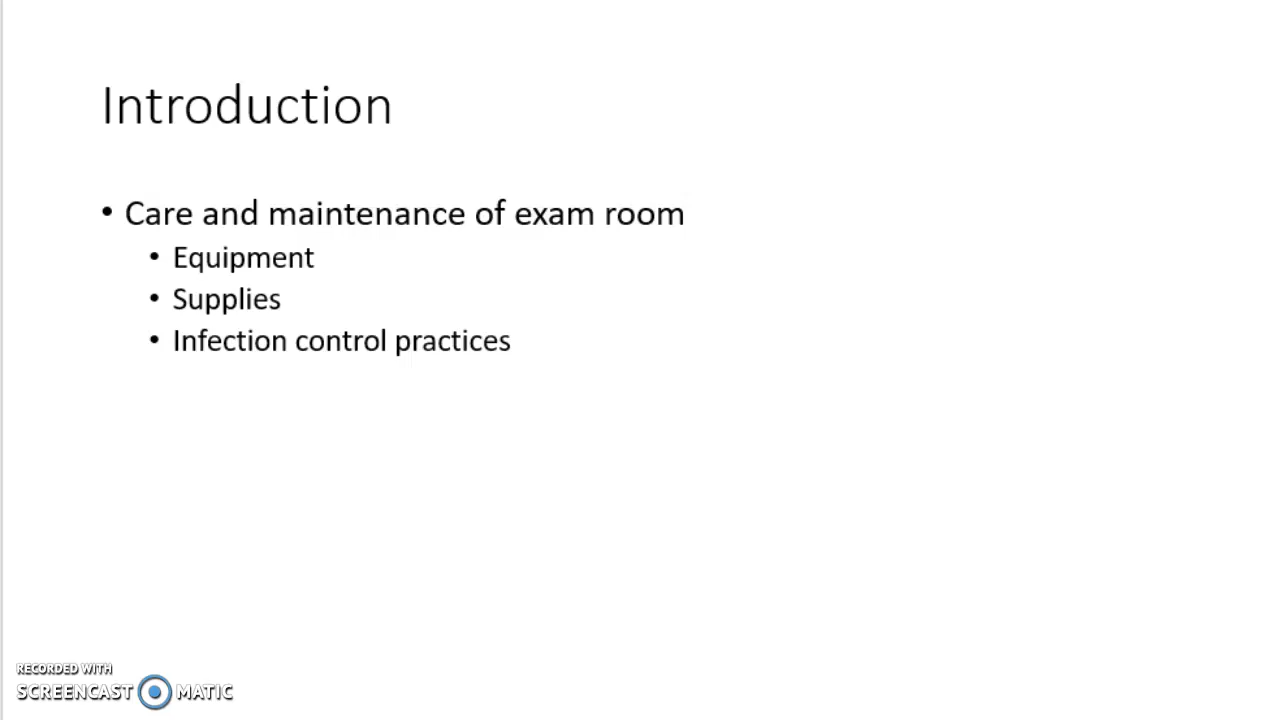 Introduction
• Care and maintenance of exam room
• Equipment
• Supplies
• Infection control practices
RECORDED WITH
SCREENCAST MATIC